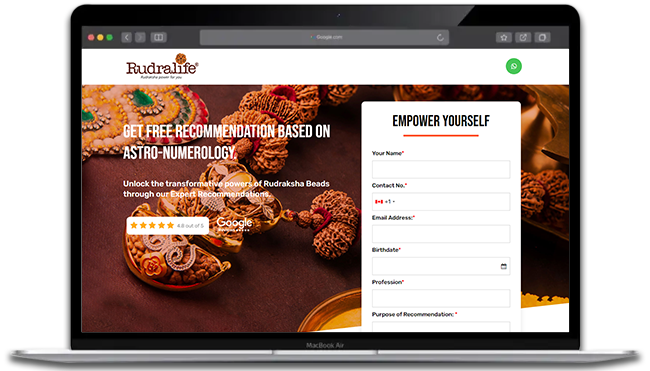 Google.com
Rudralife®
Rudraksha power for you
GET FREE RECOMMENDATION BASED ON
ASTRO-NUMEROLOGY.
Unlock the transformative powers of Rudraksha Beads
through our Expert Recommendations.
4.8 out of 5
Google
EMPOWER YOURSELF
Your Name*
Contact No.*
+1
Email Address:*
Birthdate*
Profession*
Purpose of Recommendation: *
MacBook Air